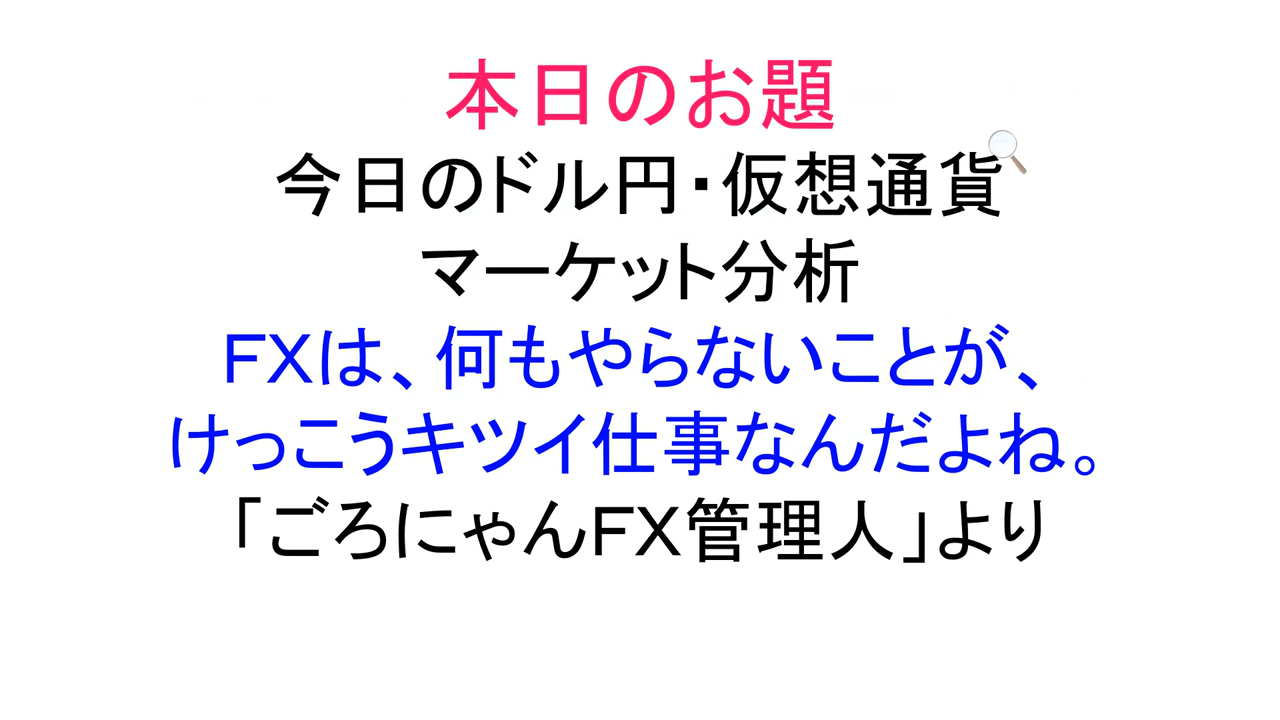 本日のお題
今日のドル円・仮想通貨
マーケット分析
FXは、何もやらないことが、
けっこうキツイ仕事なんだよね。
「ごろにゃんFX管理人」より